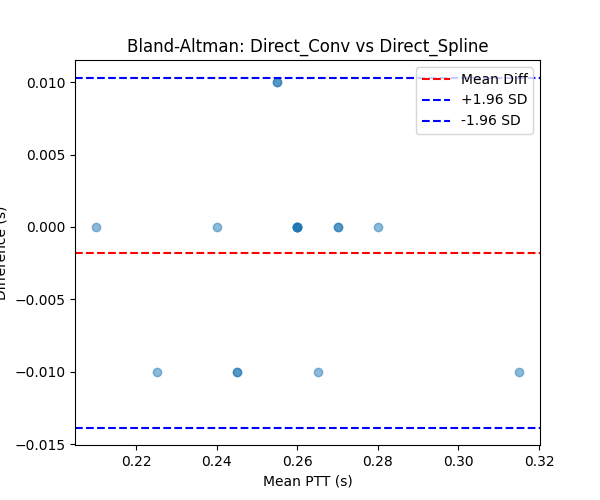 Bland-Altman: Direct_Conv vs Direct_Spline
Mean Diff
+1.96 SD
-1.96 SD
0.010
0.005
0.000
−0.005
−0.010
−0.015
Difference (s)
0.22 0.24 0.26 0.28 0.30 0.32
Mean PTT (s)